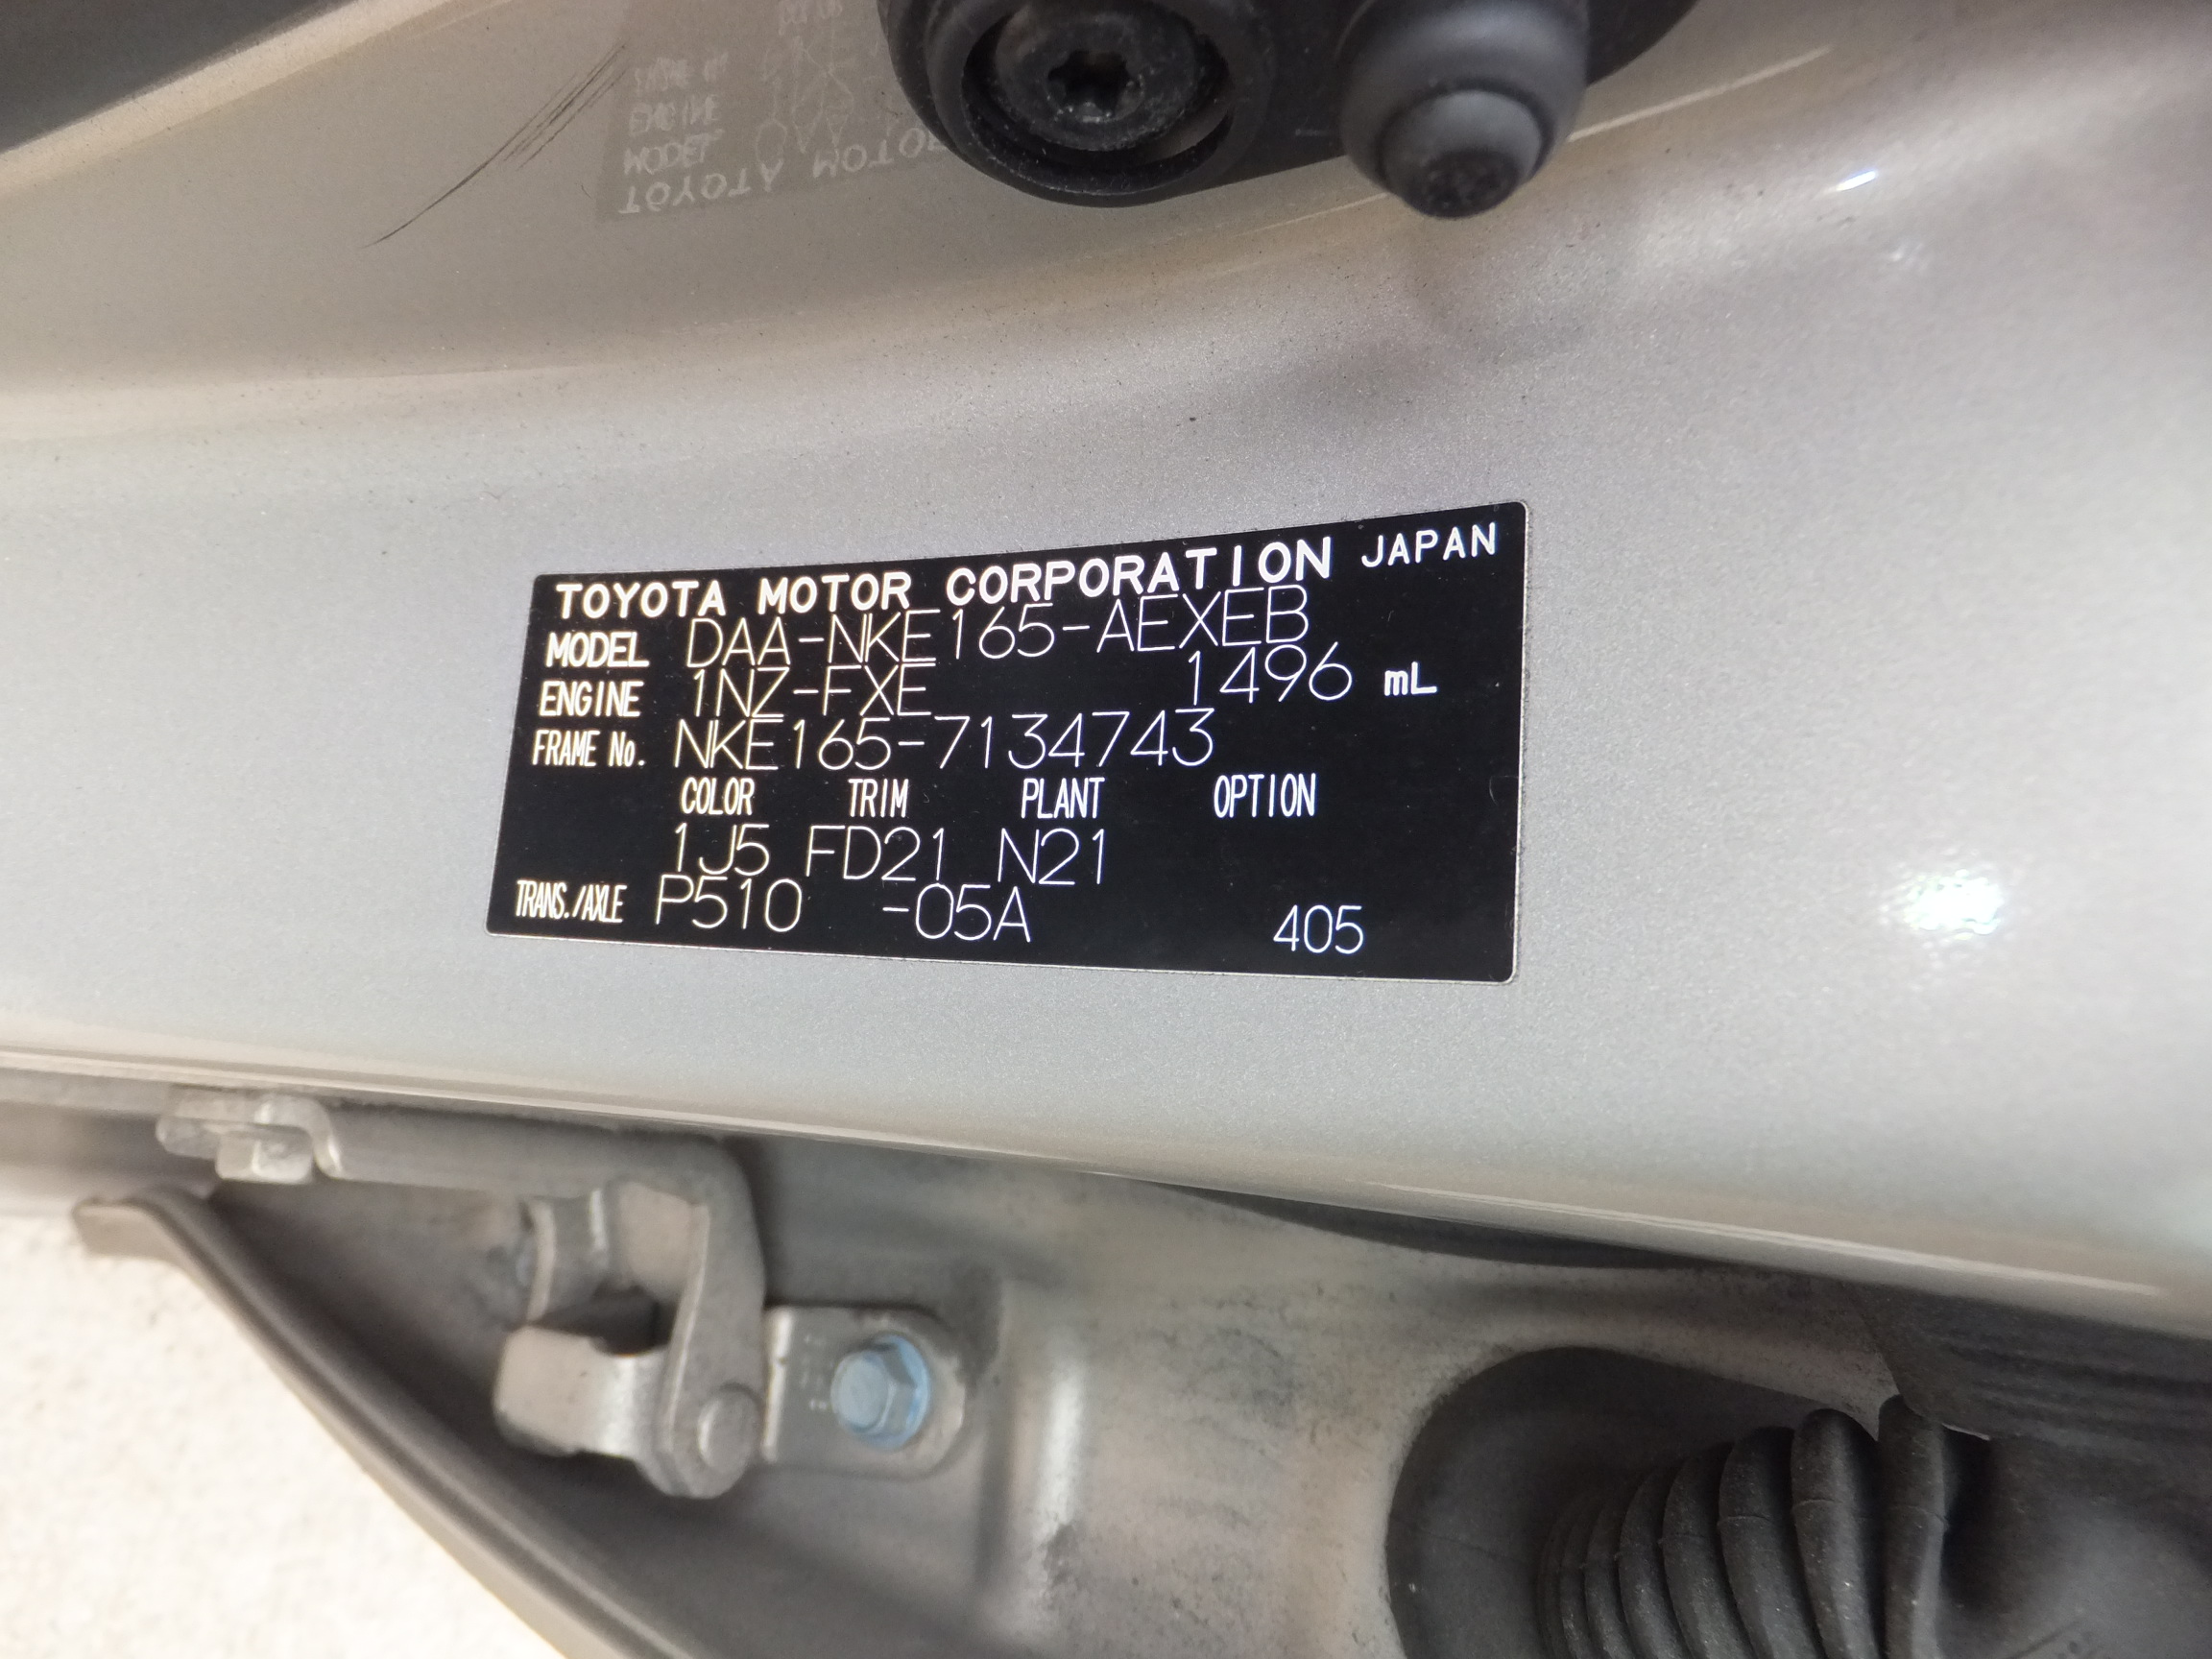 TOYOTA MOTOR CORPORATION JAPAN
MODEL DAA-NKE165-AEXEB
ENGINE 1NZ-FXE 1496 mL
FRAME No. NKE165-7134743
COLOR TRIM PLANT OPTION
1J5 FD21 N21
TRANS./AXLE P510 -05A 405